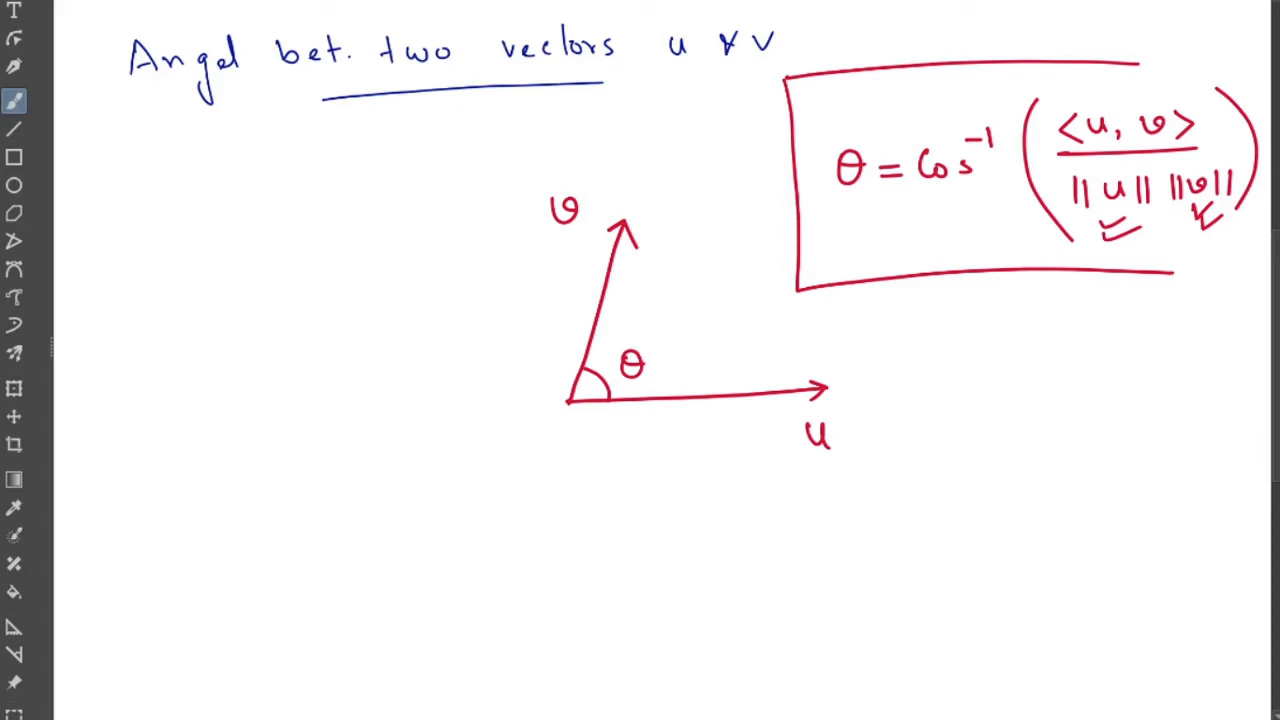 Angel bet. two vectors u & v
θ = Cos⁻¹ (<u, v> / ||u|| ||v||)
v
θ
u